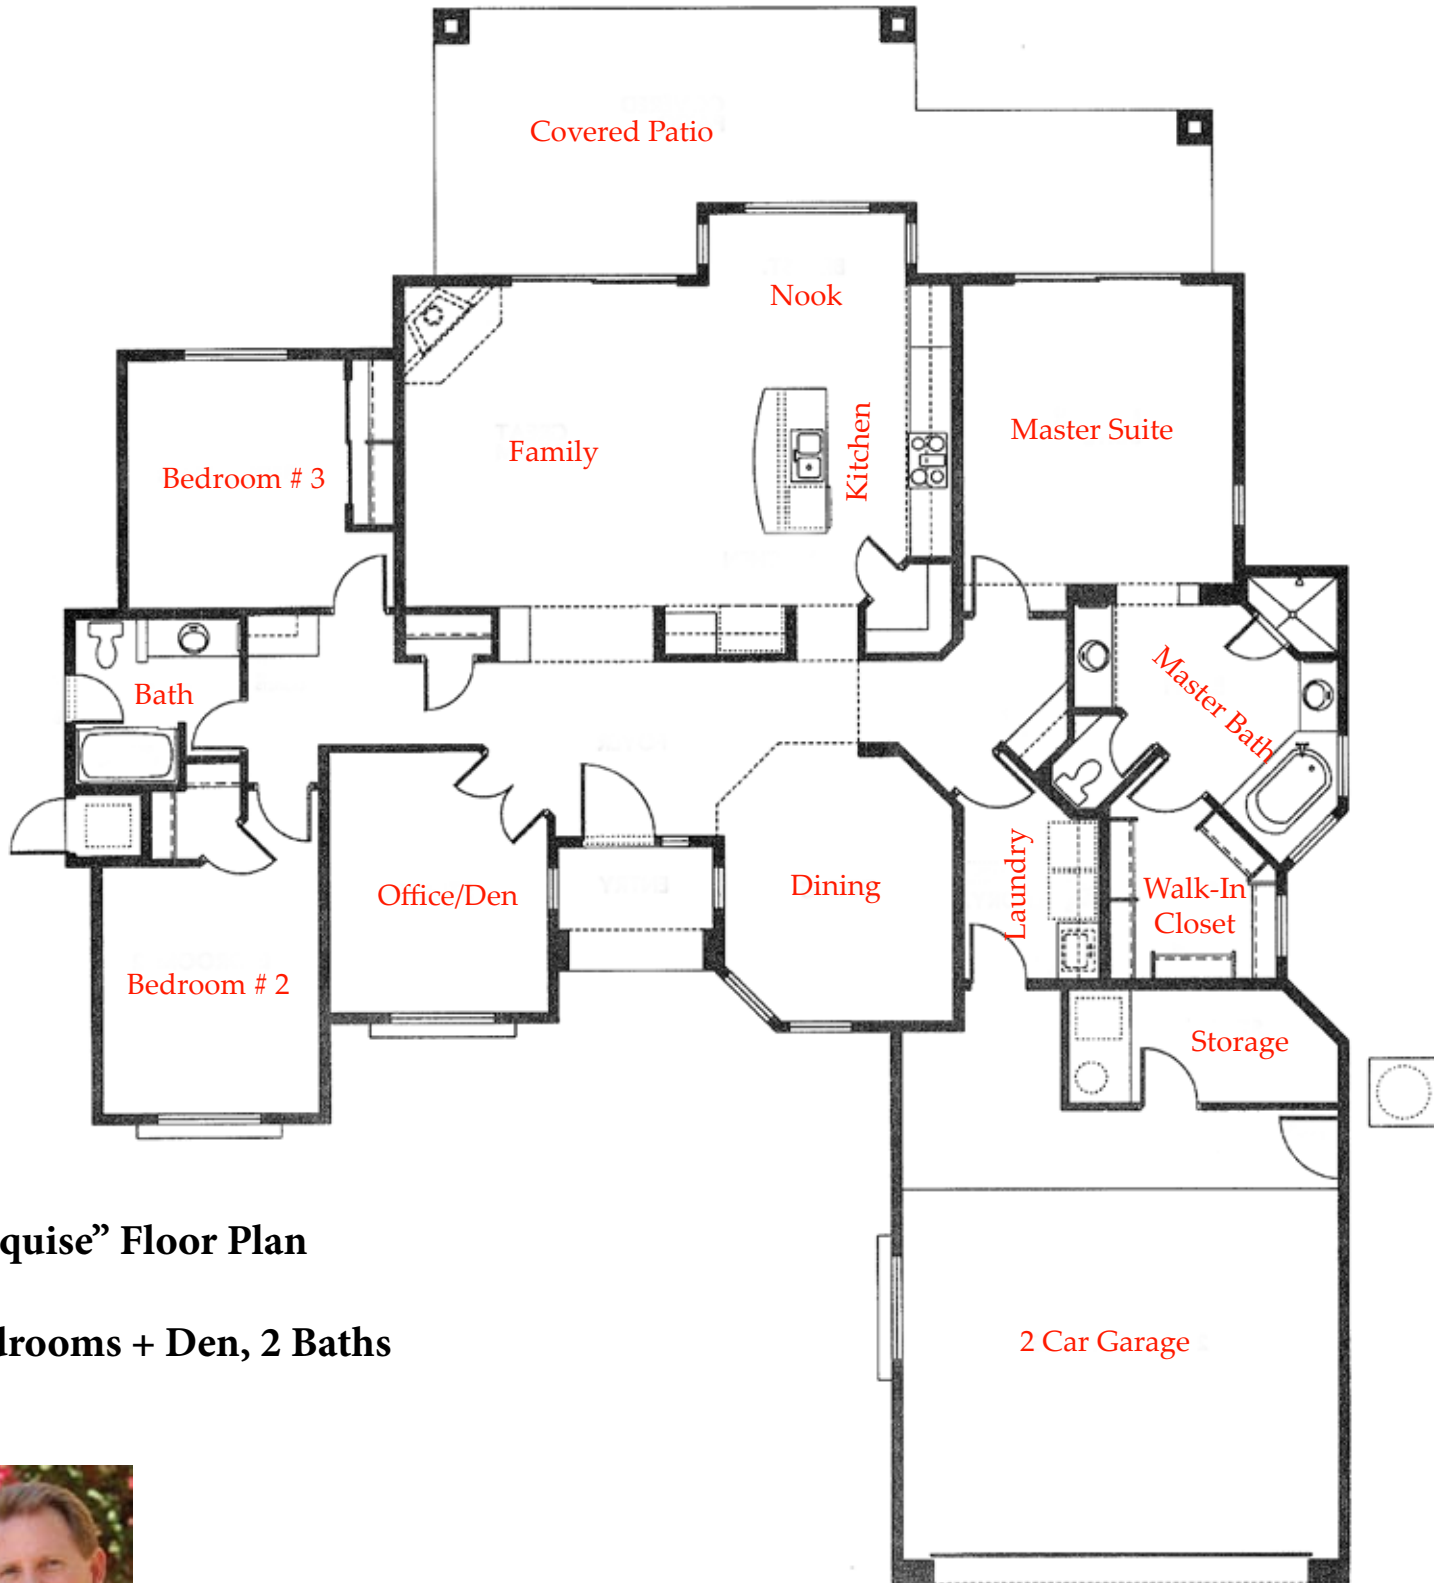 Covered Patio
Nook
Master Suite
Kitchen
Family
Bedroom # 3
Bath
Master Bath
Laundry
Dining
Walk-In
Closet
Office/Den
Bedroom # 2
Storage
quise” Floor Plan
drooms + Den, 2 Baths
2 Car Garage